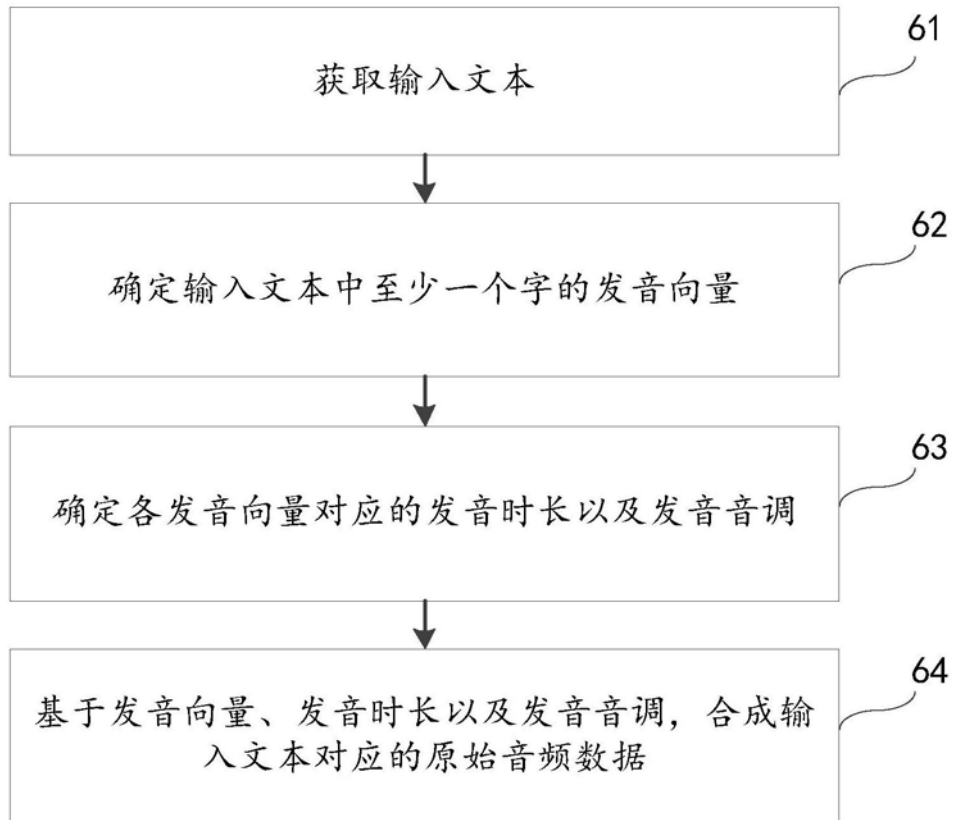 61
获取输入文本
62
确定输入文本中至少一个字的发音向量
63
确定各发音向量对应的发音时长以及发音音调
64
基于发音向量、发音时长以及发音音调，合成输
入文本对应的原始音频数据